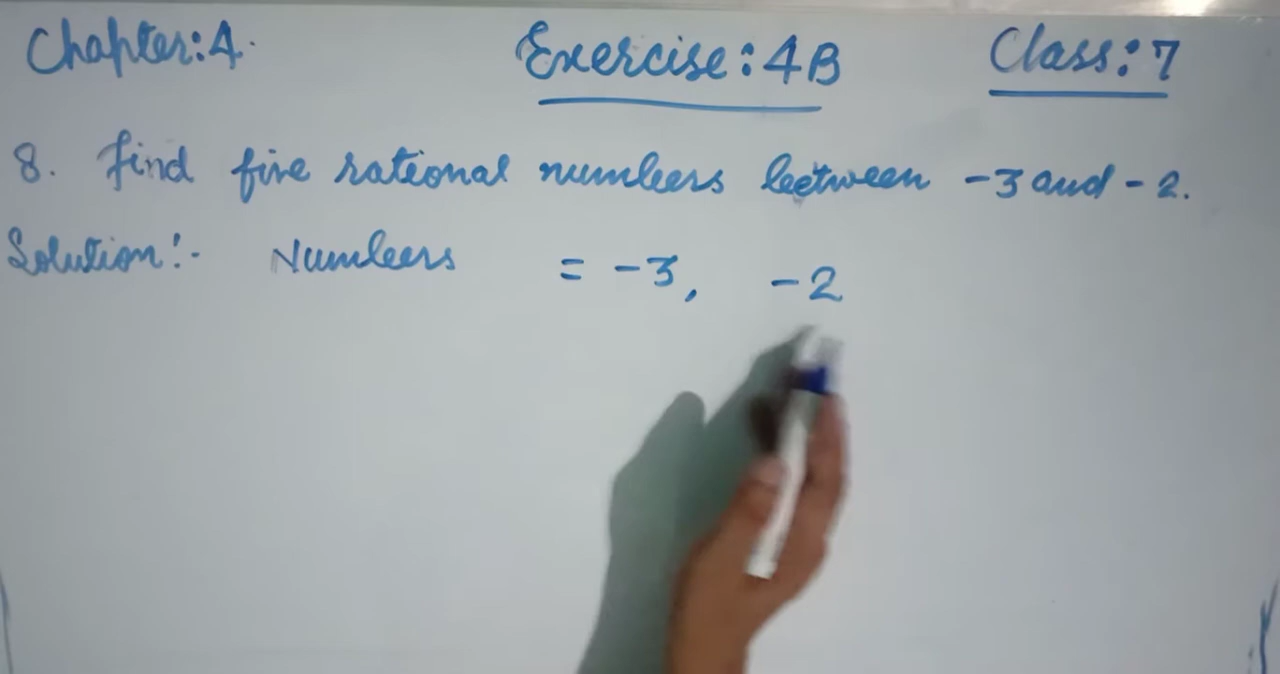 Chapter:4.
Exercise:4B
Class:7
8. find five rational numbers between -3 and -2.
Solution:- Numbers = -3, -2